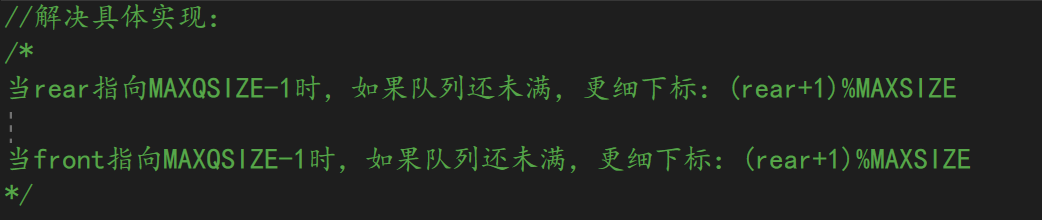 //解决具体实现：
/*
当rear指向MAXQSIZE-1时，如果队列还未满，更细下标：(rear+1)%MAXSIZE
当front指向MAXQSIZE-1时，如果队列还未满，更细下标：(rear+1)%MAXSIZE
*/